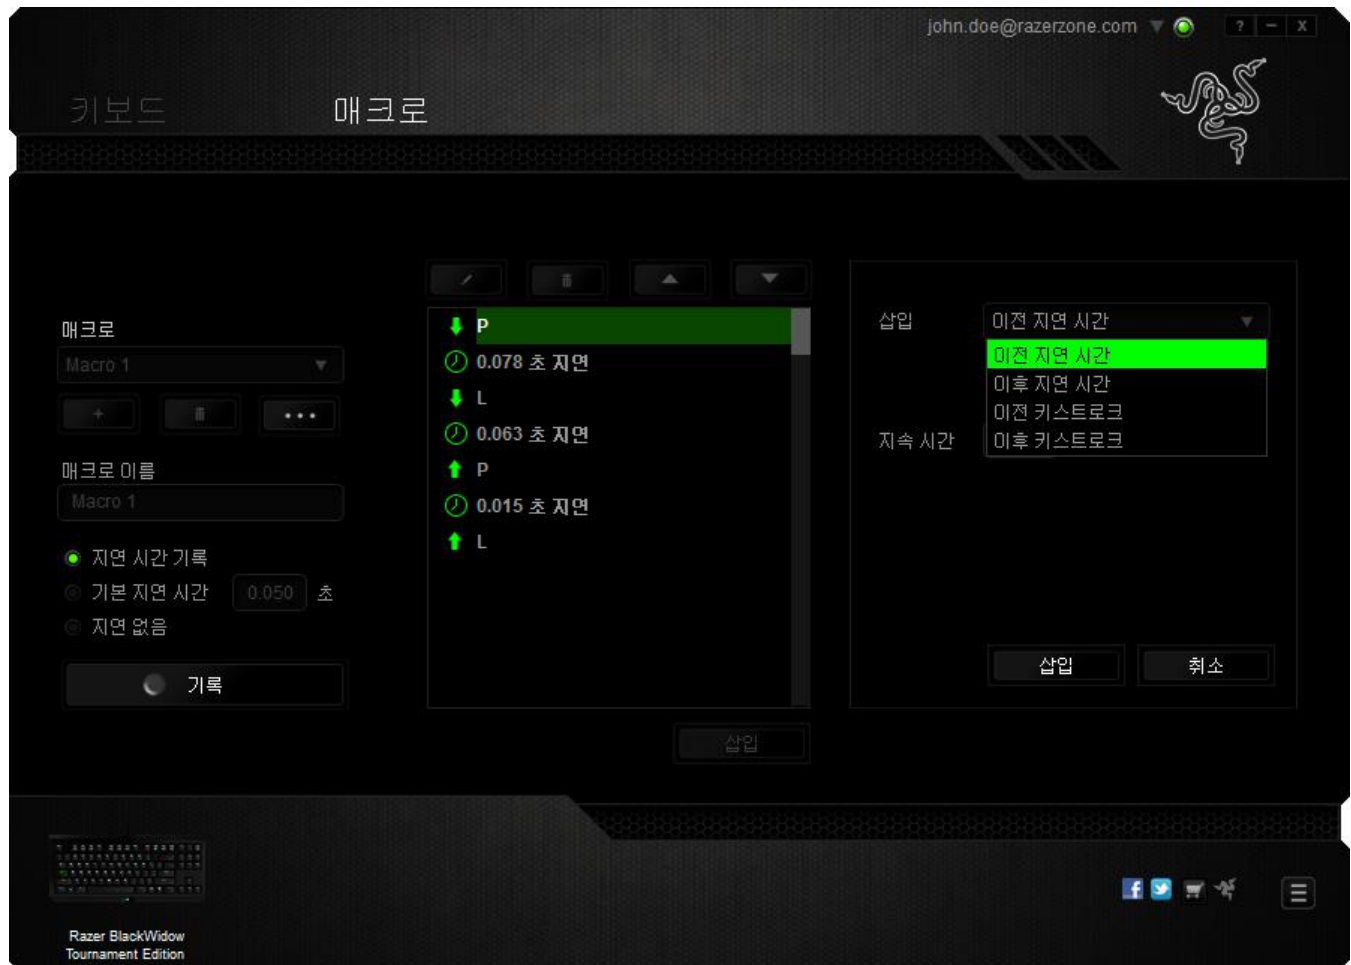 john.doe@razerzone.com
? – X
키보드 매크로
매크로
Macro 1
매크로 이름
Macro 1
지연 시간 기록
기본 지연 시간 0.050 초
지연 없음
기록
P
0.078 초 지연
L
0.063 초 지연
P
0.015 초 지연
L
삽입
삽입 이전 지연 시간
이전 지연 시간
이후 지연 시간
이전 키스트로크
이후 키스트로크
지속 시간
삽입 취소
Razer BlackWidow
Tournament Edition